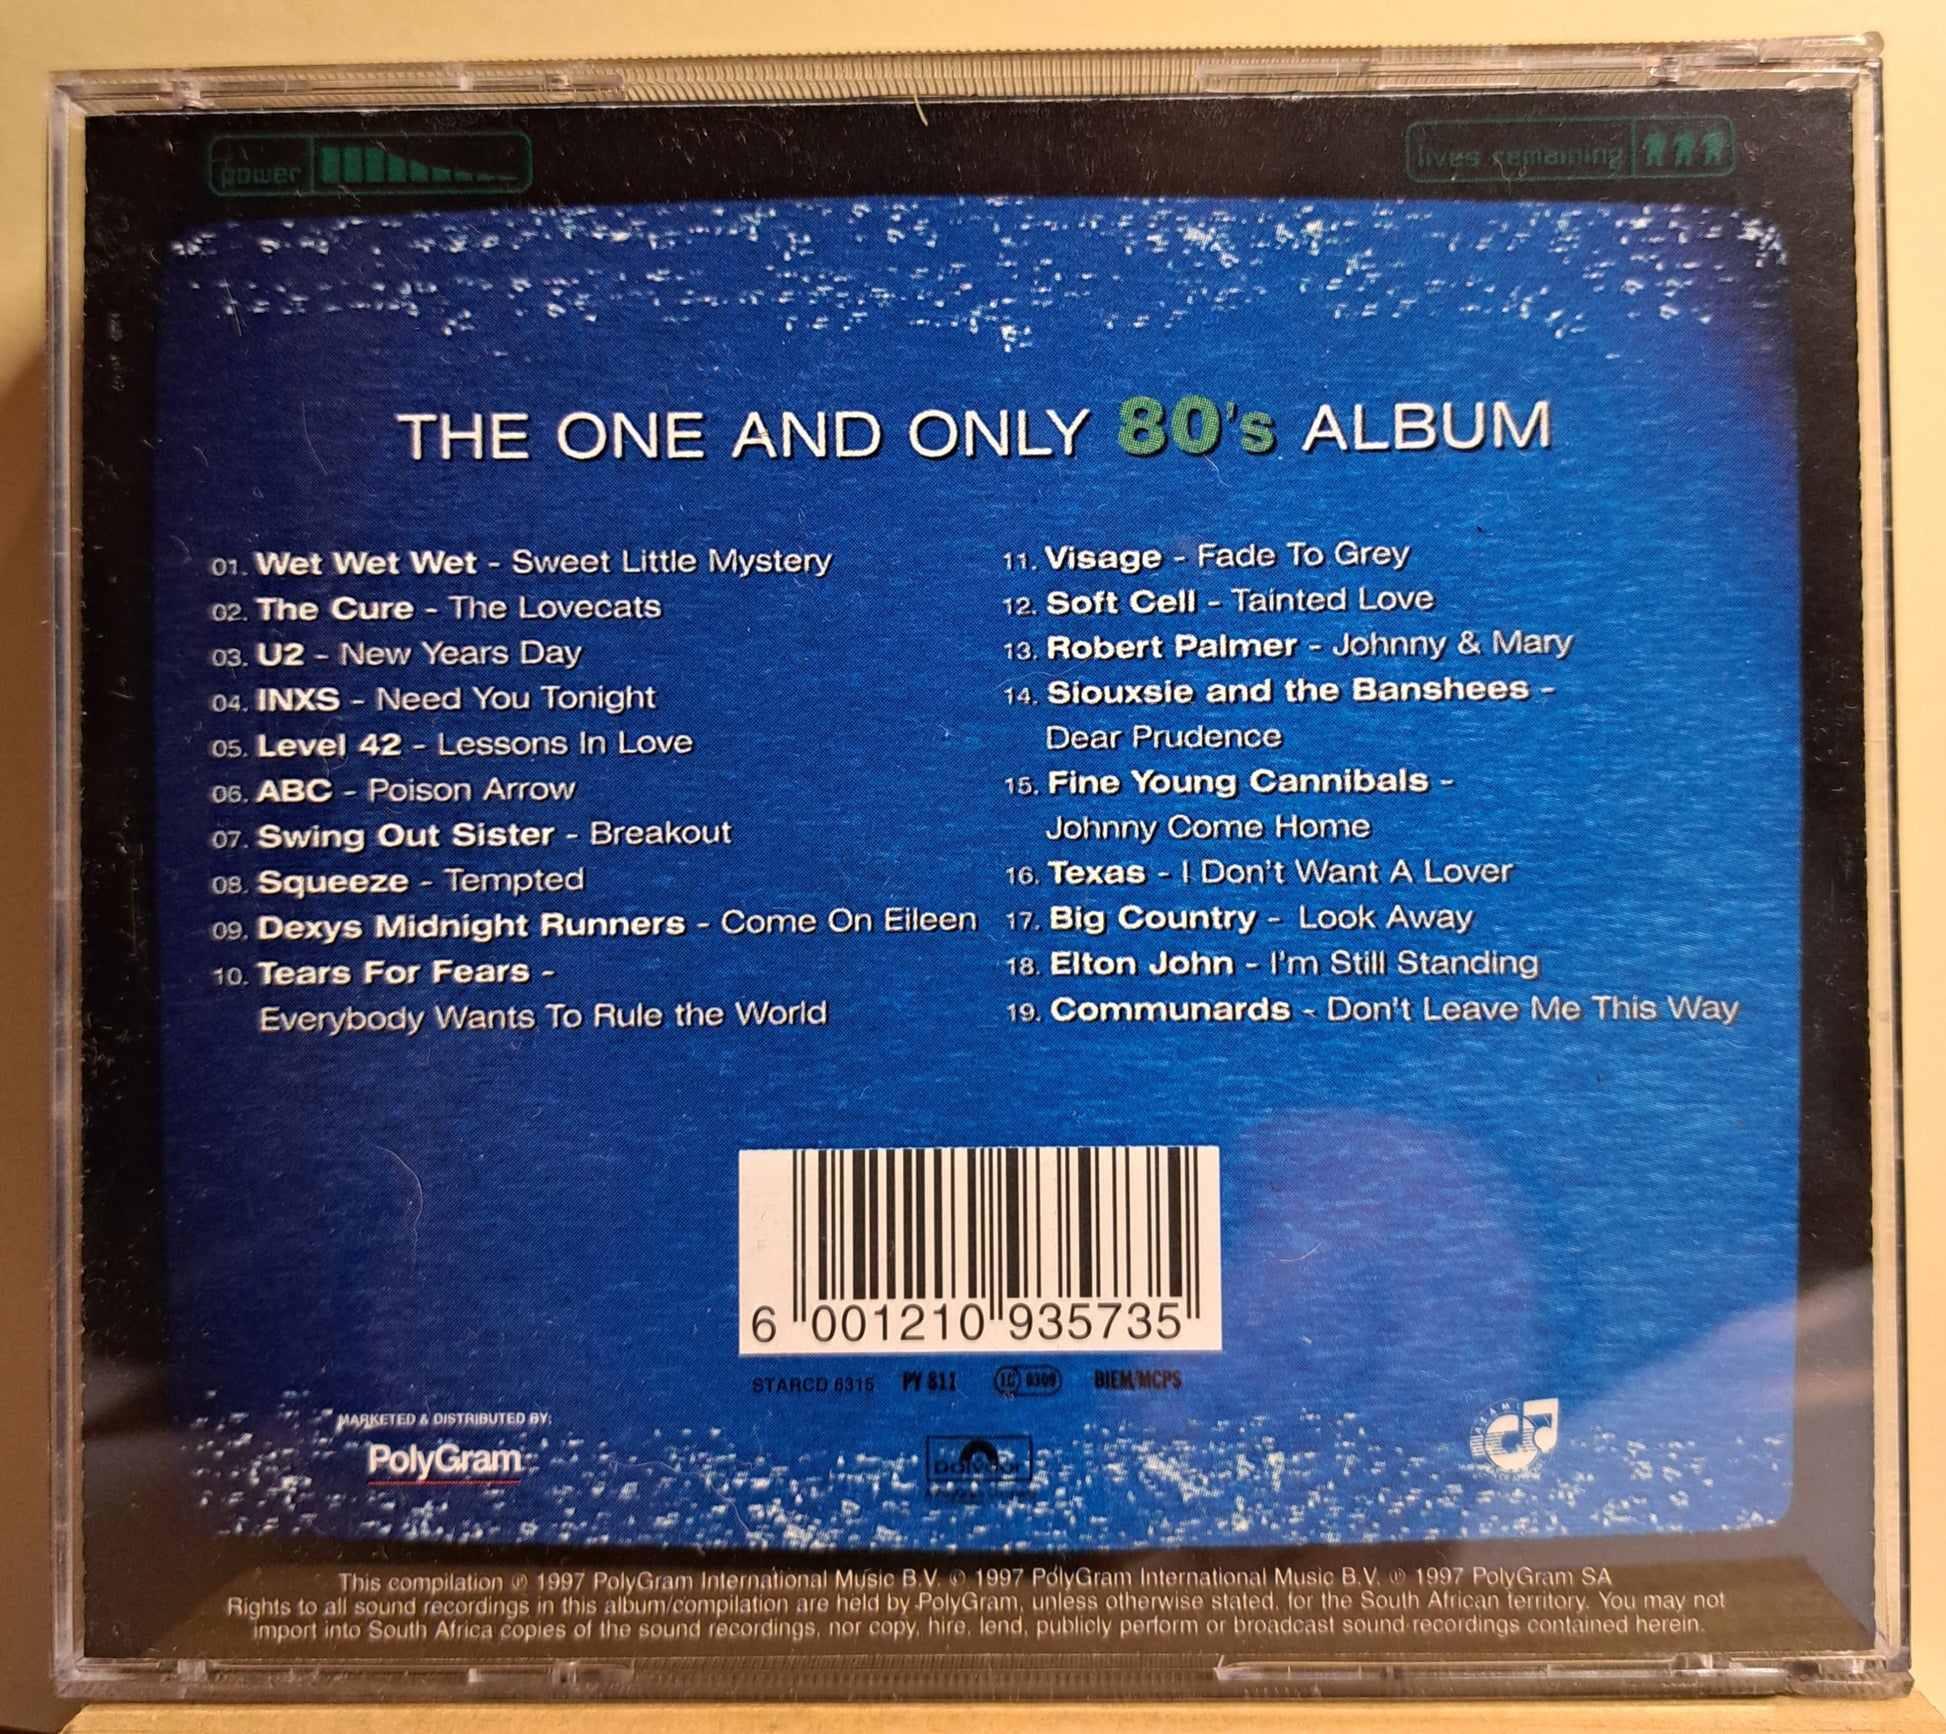 power
lives remaining
THE ONE AND ONLY 80's ALBUM
01. Wet Wet Wet - Sweet Little Mystery
02. The Cure - The Lovecats
03. U2 - New Years Day
04. INXS - Need You Tonight
05. Level 42 - Lessons In Love
06. ABC - Poison Arrow
07. Swing Out Sister - Breakout
08. Squeeze - Tempted
09. Dexys Midnight Runners - Come On Eileen
10. Tears For Fears -
Everybody Wants To Rule the World
11. Visage - Fade To Grey
12. Soft Cell - Tainted Love
13. Robert Palmer - Johnny & Mary
14. Siouxsie and the Banshees -
Dear Prudence
15. Fine Young Cannibals -
Johnny Come Home
16. Texas - I Don't Want A Lover
17. Big Country - Look Away
18. Elton John - I'm Still Standing
19. Communards - Don't Leave Me This Way
6 001210 935735
STARCD 6315 PY 811 LC 0309 BIEM/MCPS
MARKETED & DISTRIBUTED BY:
PolyGram
Polydor
This compilation ℗ 1997 PolyGram International Music B.V. © 1997 PolyGram International Music B.V. ℗ 1997 PolyGram SA
Rights to all sound recordings in this album/compilation are held by PolyGram, unless otherwise stated, for the South African territory. You may not
import into South Africa copies of the sound recordings, nor copy, hire, lend, publicly perform or broadcast sound recordings contained herein.